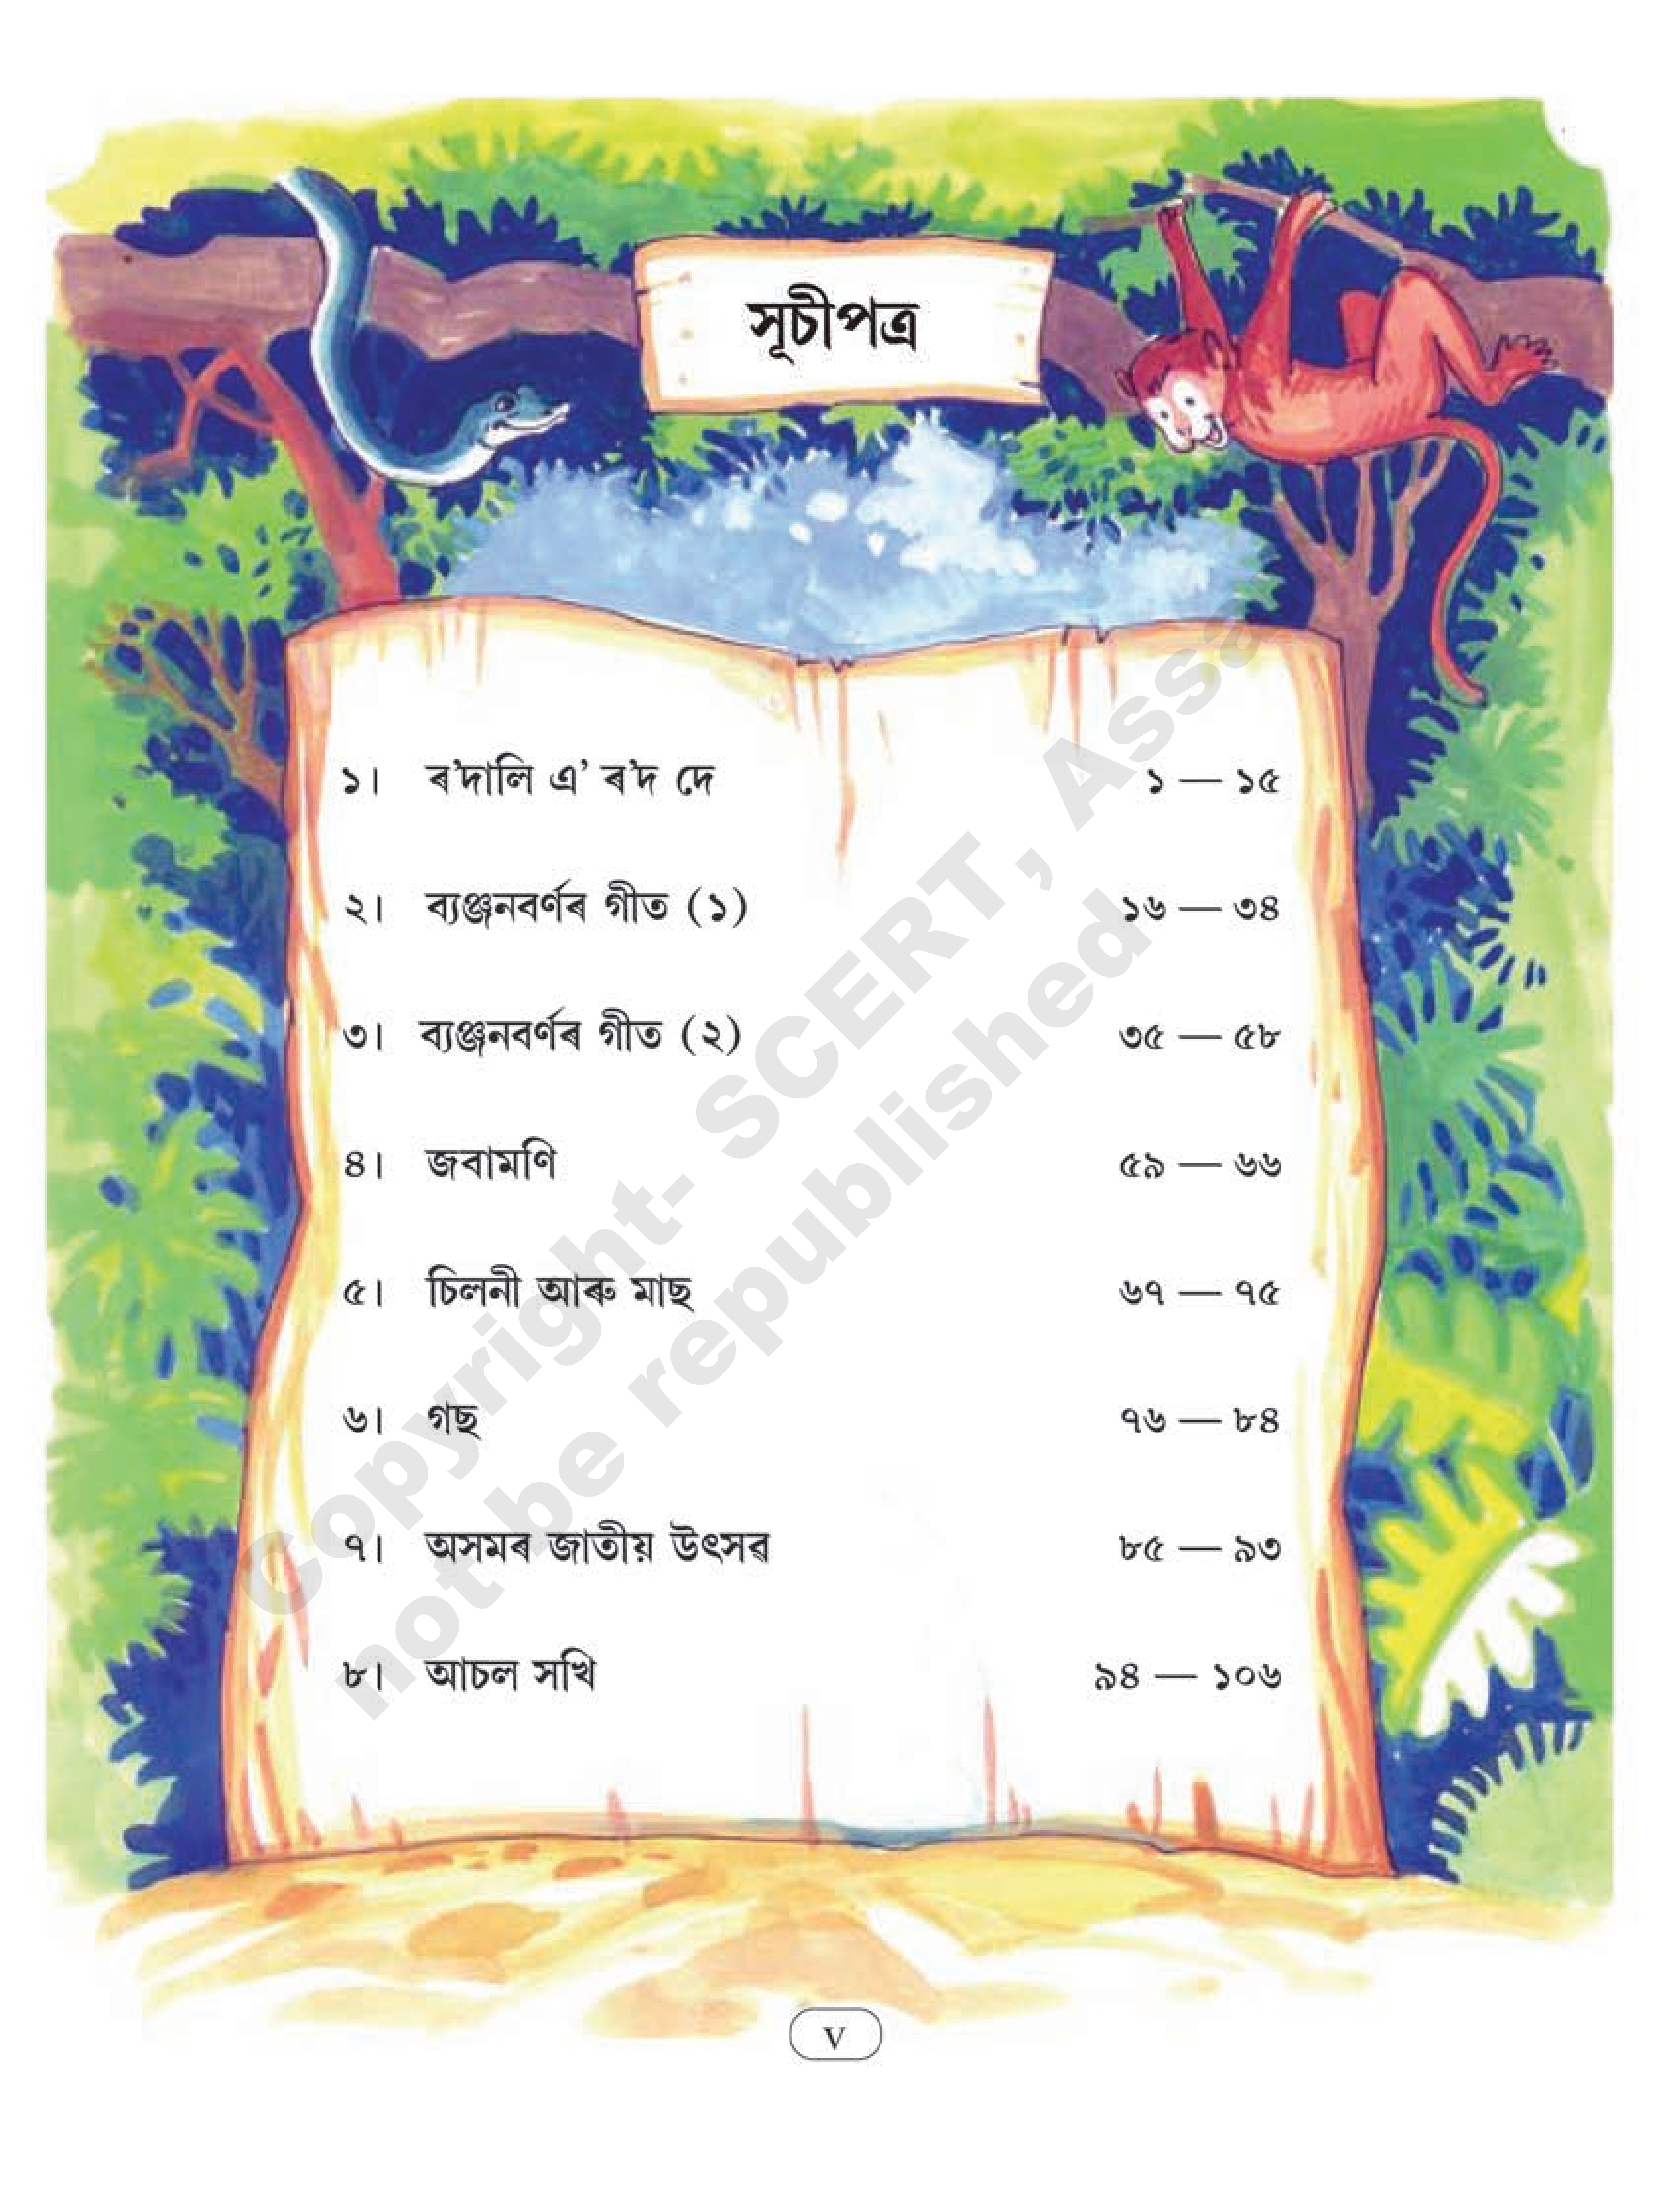 সূচীপত্ৰ
১। ৰ'দালি এ' ৰ'দ দে ১ — ১৫
২। ব্যঞ্জনবৰ্ণৰ গীত (১) ১৬ — ৩৪
৩। ব্যঞ্জনবৰ্ণৰ গীত (২) ৩৫ — ৫৮
৪। জবামণি ৫৯ — ৬৬
৫। চিলনী আৰু মাছ ৬৭ — ৭৫
৬। গছ ৭৬ — ৮৪
৭। অসমৰ জাতীয় উৎসৱ ৮৫ — ৯৩
৮। আচল সখি ৯৪ — ১০৬
Copyright- SCERT, Assa
not be republished
v